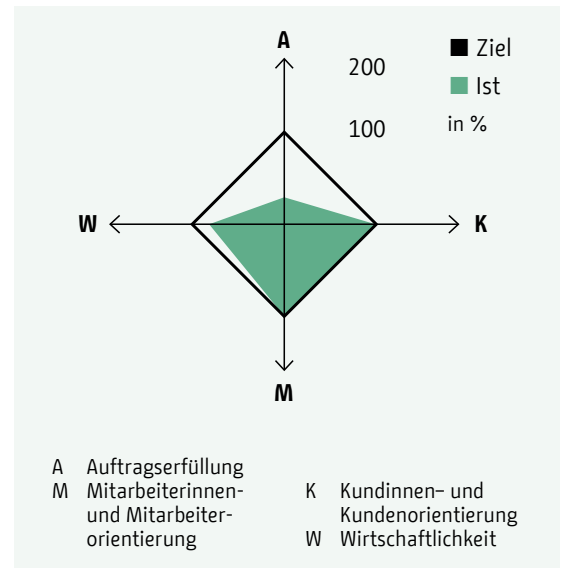 A
200
100
Ziel
Ist
in %
W
K
M
A Auftragserfüllung
M Mitarbeiterinnen-
und Mitarbeiter-
orientierung
K Kundinnen– und
Kundenorientierung
W Wirtschaftlichkeit